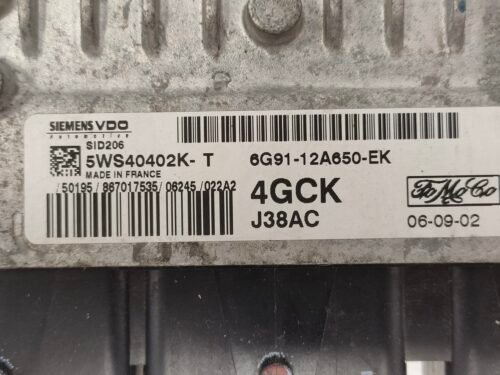 SIEMENS VDO
Automotive
SID206
5WS40402K- T
MADE IN FRANCE
/ 50195 / 867017535 / 06245 / 022A2
6G91-12A650-EK
4GCK
J38AC
FoMoCo
06-09-02